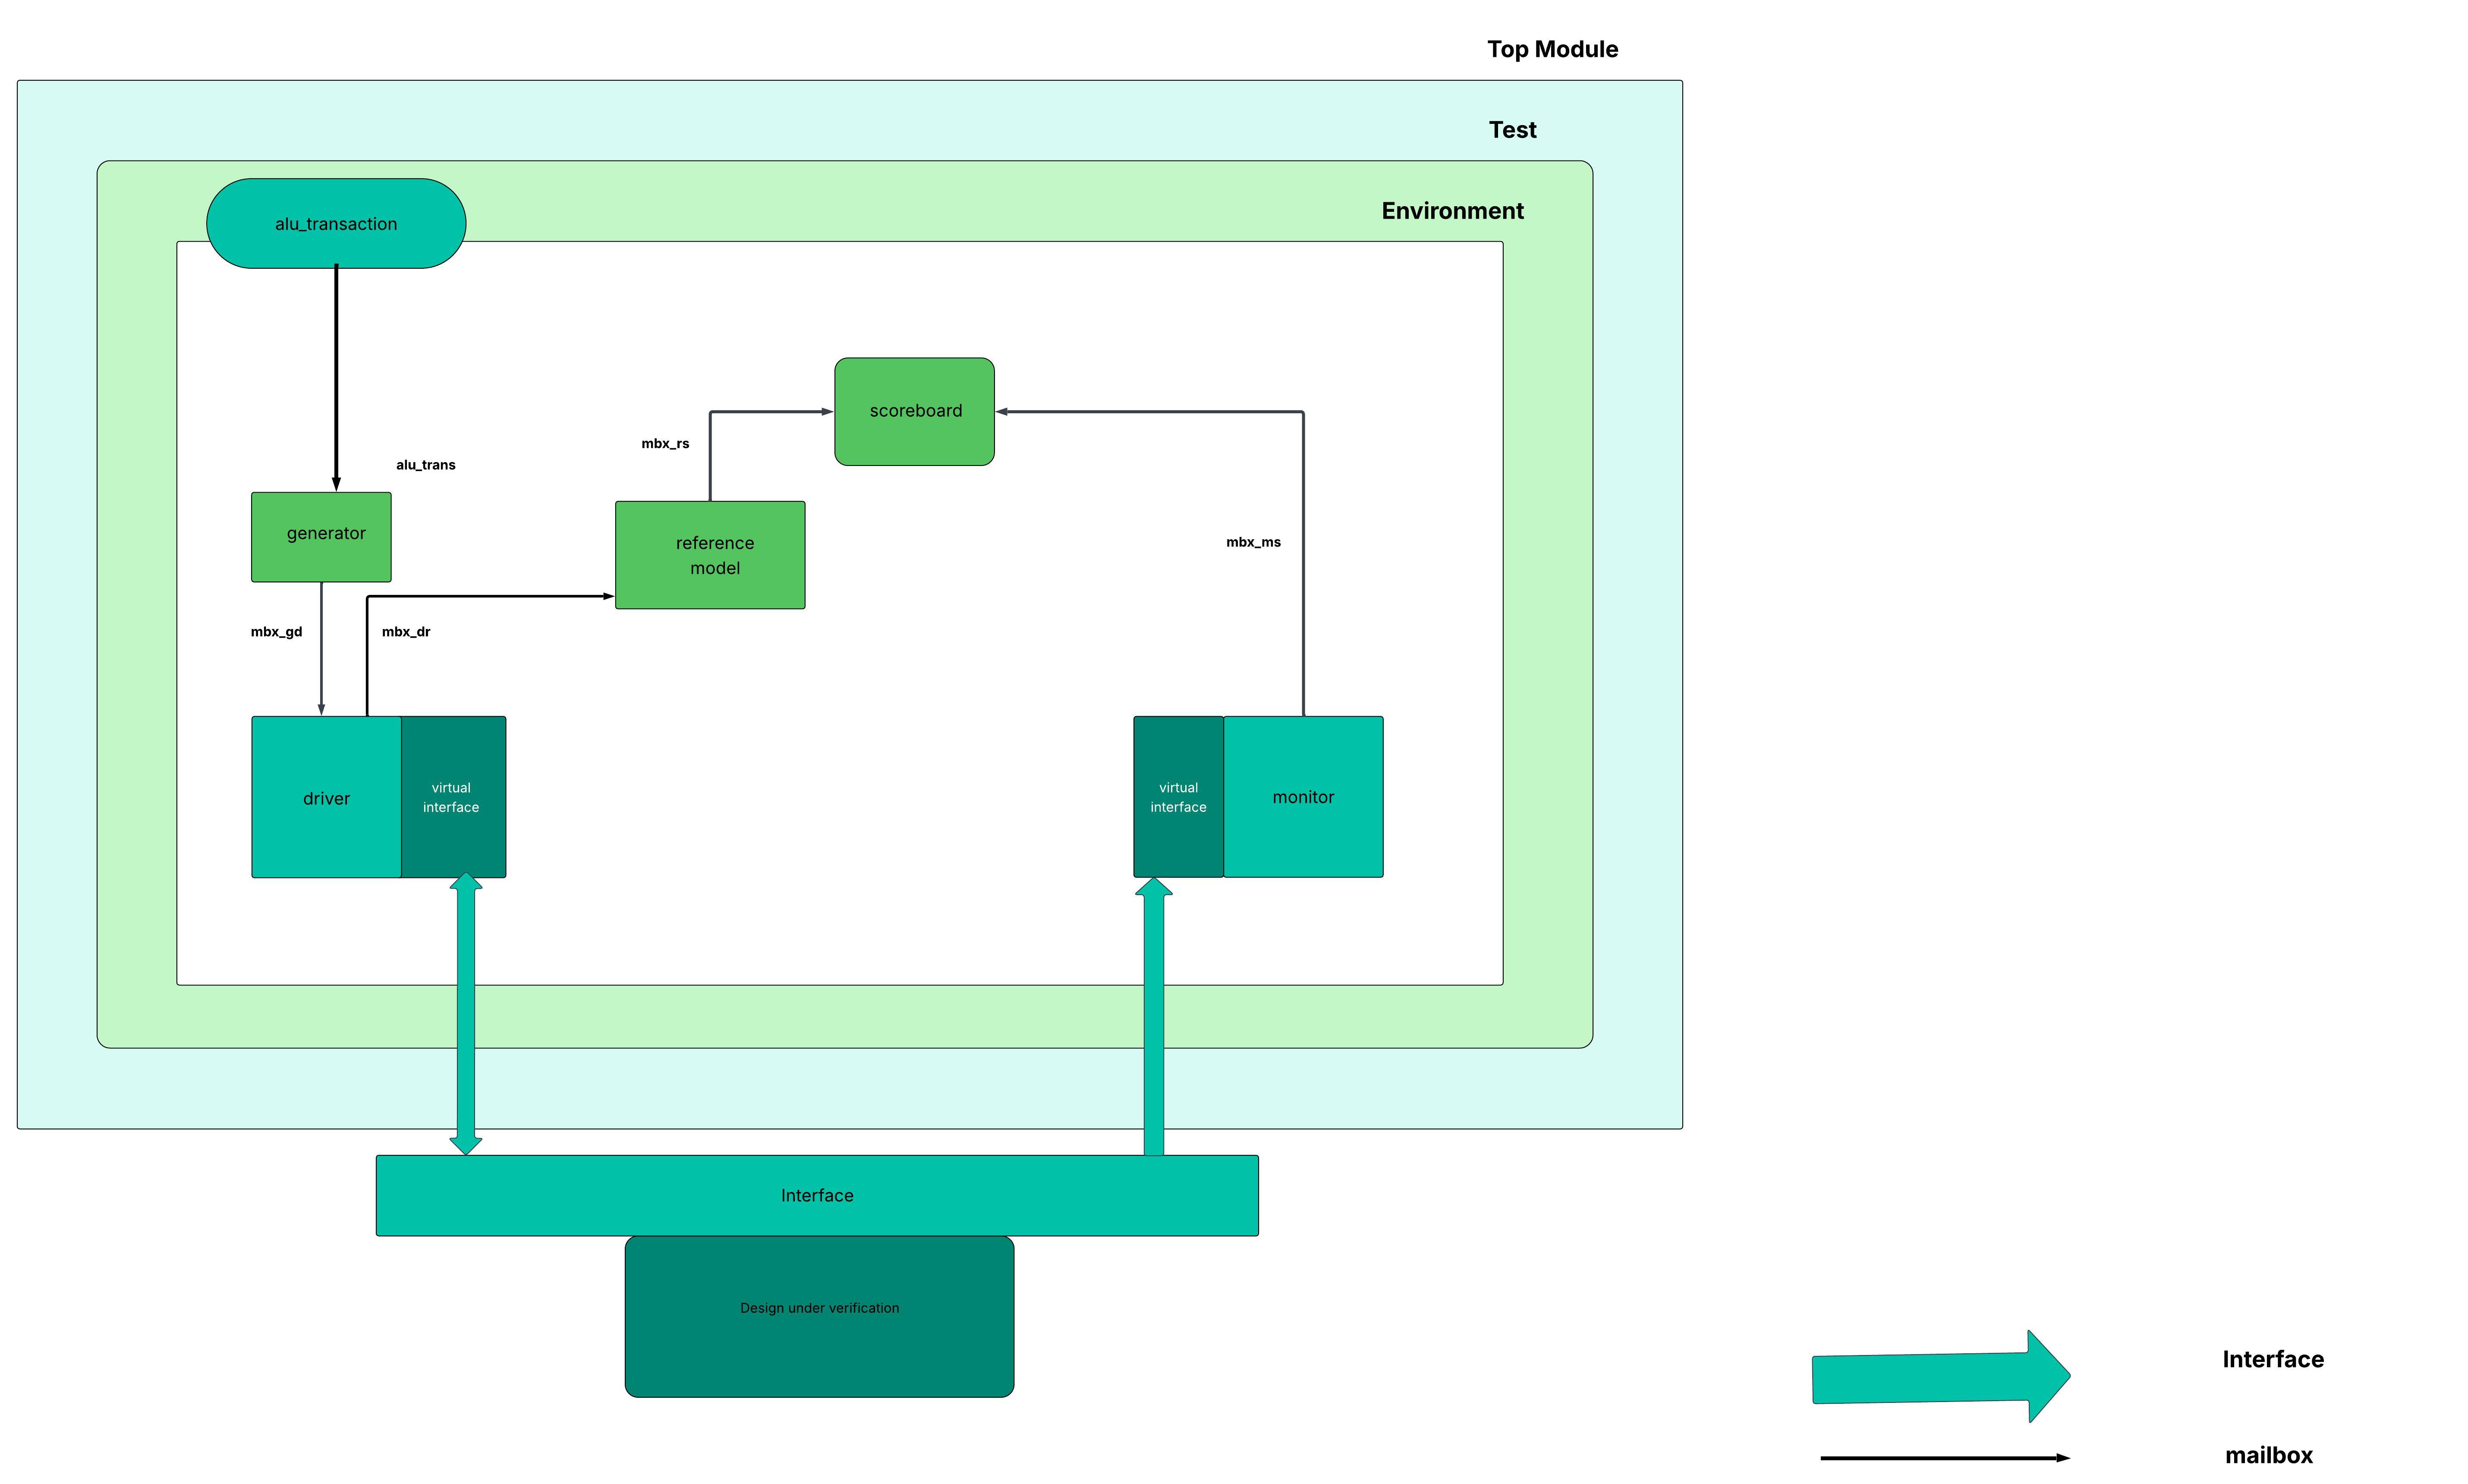 Top Module
Test
Environment
alu_transaction
scoreboard
mbx_rs
alu_trans
generator
reference
model
mbx_ms
mbx_gd
mbx_dr
driver
virtual
interface
virtual
interface
monitor
Interface
Design under verification
Interface
mailbox